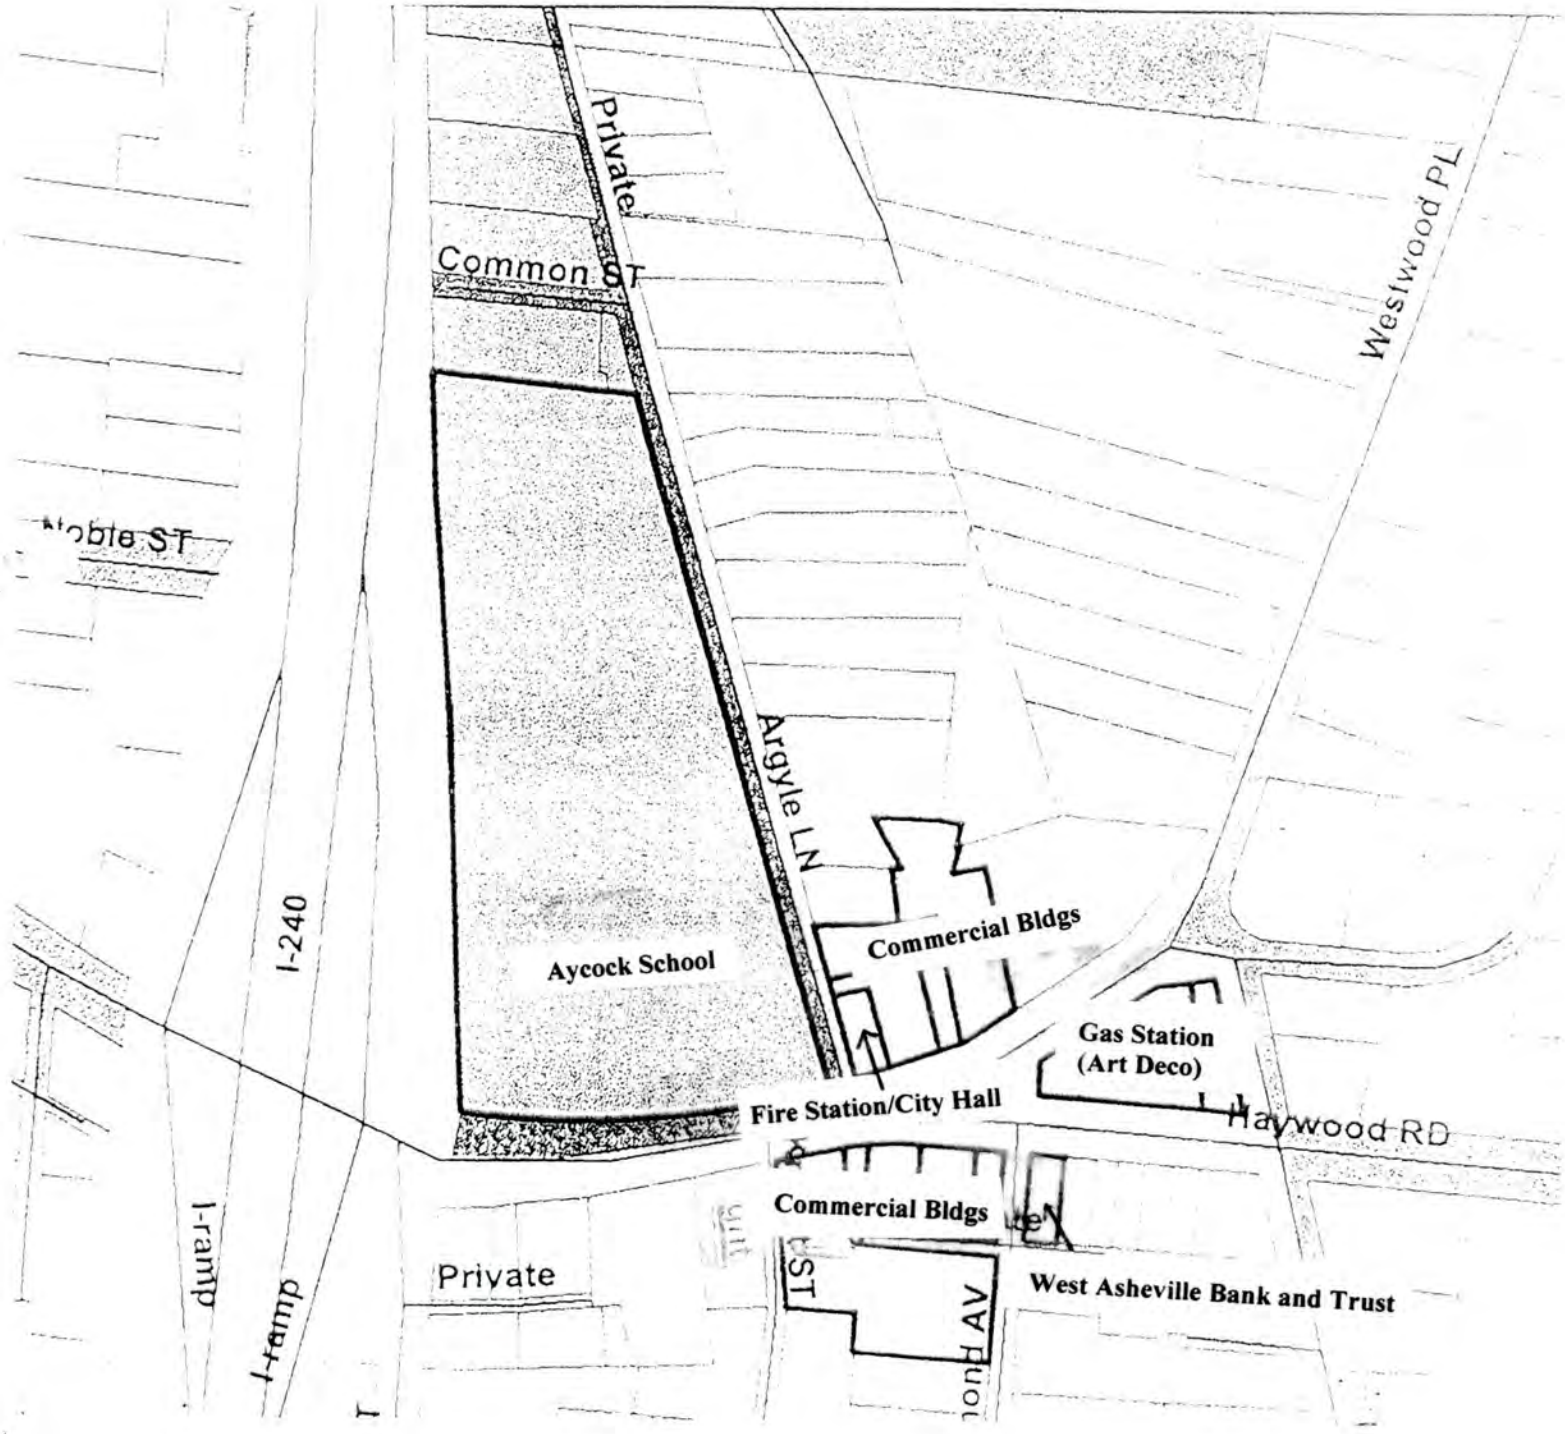 Private
Westwood PL
Common ST
ST
Argyle LN
I-240
Commercial Bldgs
Aycock School
Gas Station
(Art Deco)
Fire Station/City Hall
Haywood RD
Commercial Bldgs
I-ramp
I-ramp
Private
ST
AV
West Asheville Bank and Trust